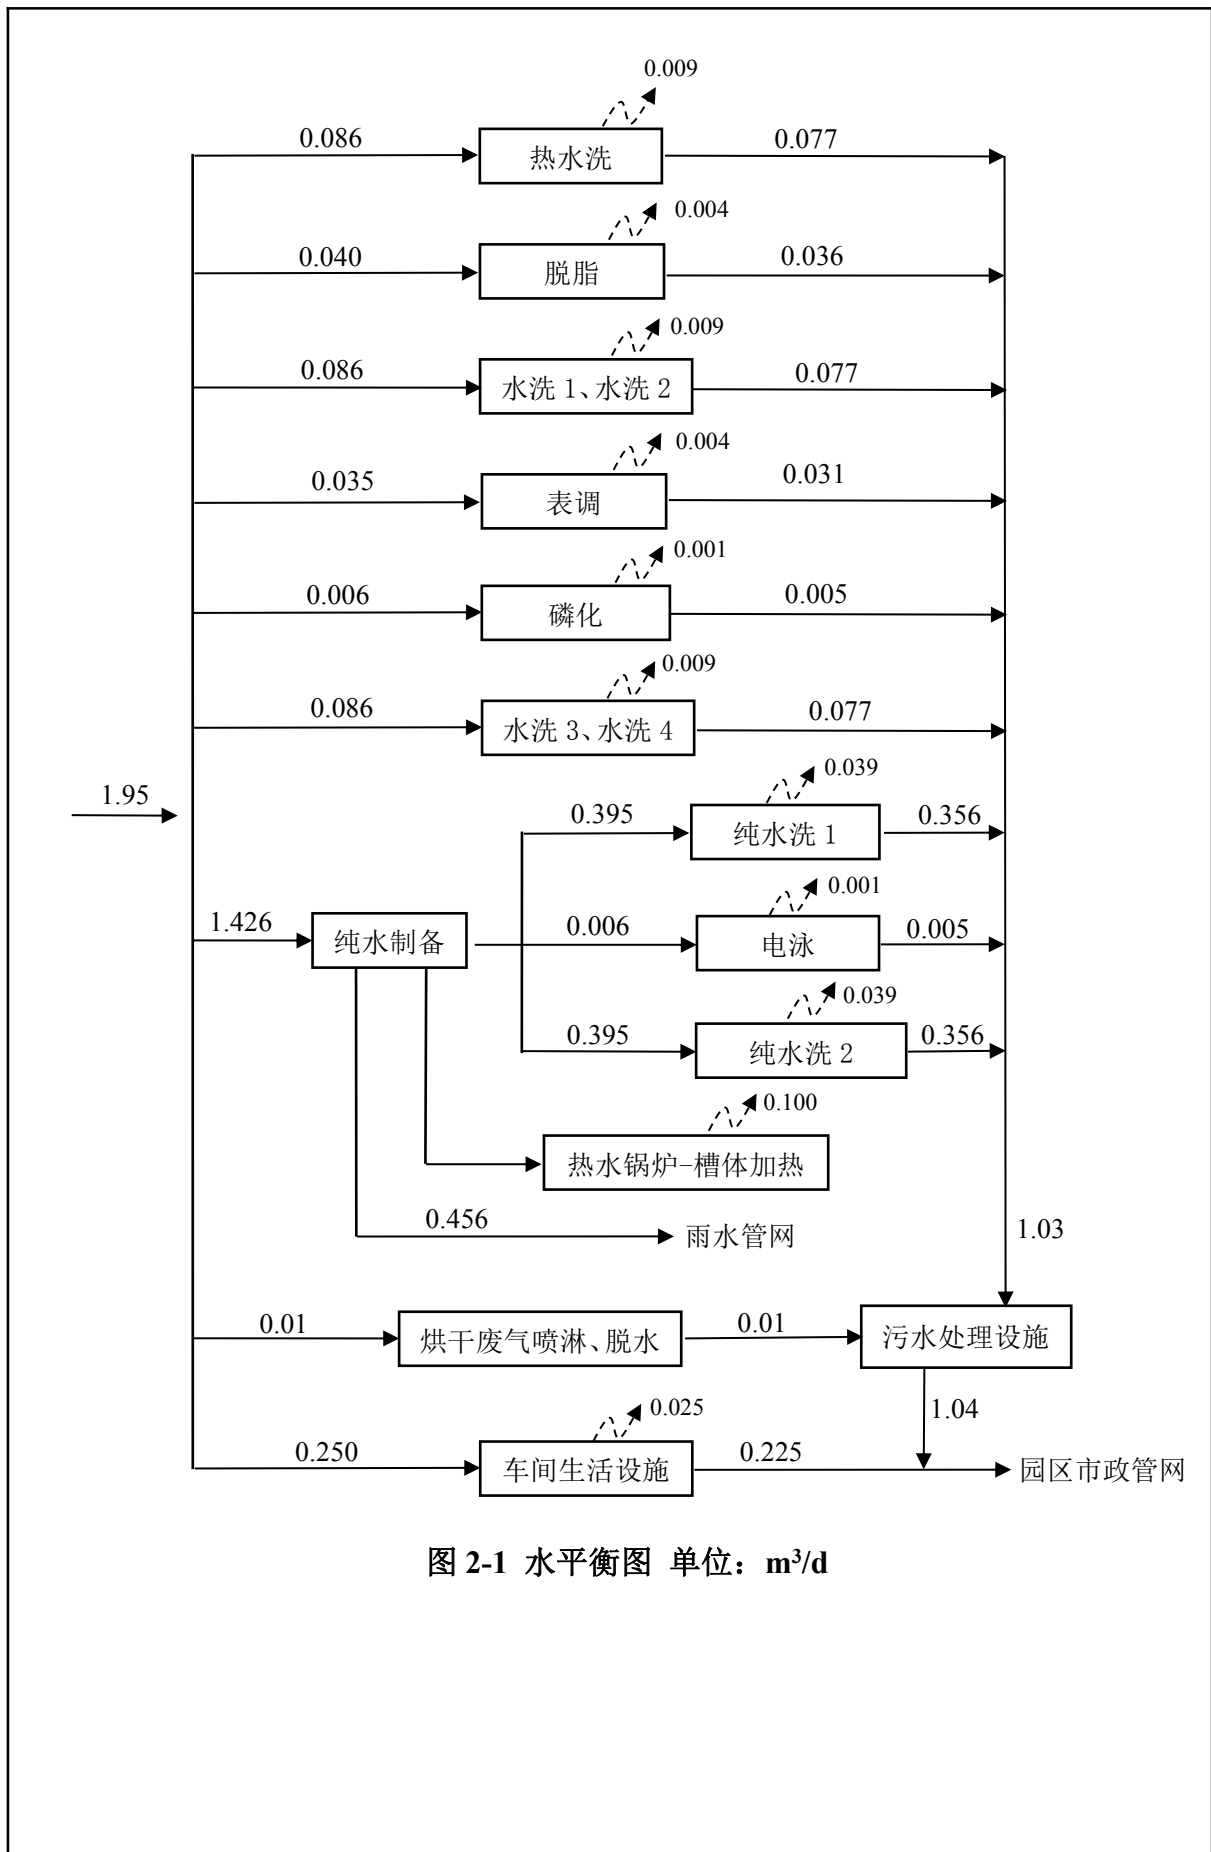 0.009
0.086
热水洗
0.077
0.004
0.040
脱脂
0.036
0.009
0.086
水洗 1、水洗 2
0.077
0.004
0.035
表调
0.031
0.001
0.006
磷化
0.005
0.009
0.086
水洗 3、水洗 4
0.077
1.95
0.039
0.395
纯水洗 1
0.356
0.001
1.426
纯水制备
0.006
电泳
0.005
0.039
0.395
纯水洗 2
0.356
0.100
热水锅炉-槽体加热
0.456
雨水管网
1.03
0.01
烘干废气喷淋、脱水
0.01
污水处理设施
0.025
1.04
0.250
车间生活设施
0.225
园区市政管网
图 2-1 水平衡图 单位：m³/d